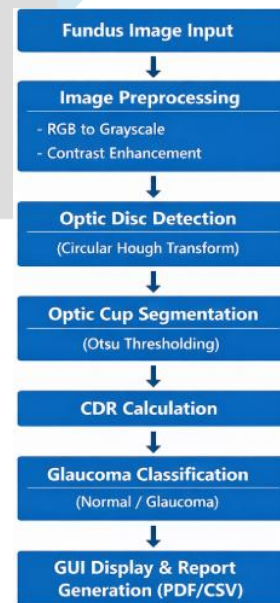 Fundus Image Input
Image Preprocessing
- RGB to Grayscale
- Contrast Enhancement
Optic Disc Detection
(Circular Hough Transform)
Optic Cup Segmentation
(Otsu Thresholding)
CDR Calculation
Glaucoma Classification
(Normal / Glaucoma)
GUI Display & Report
Generation (PDF/CSV)